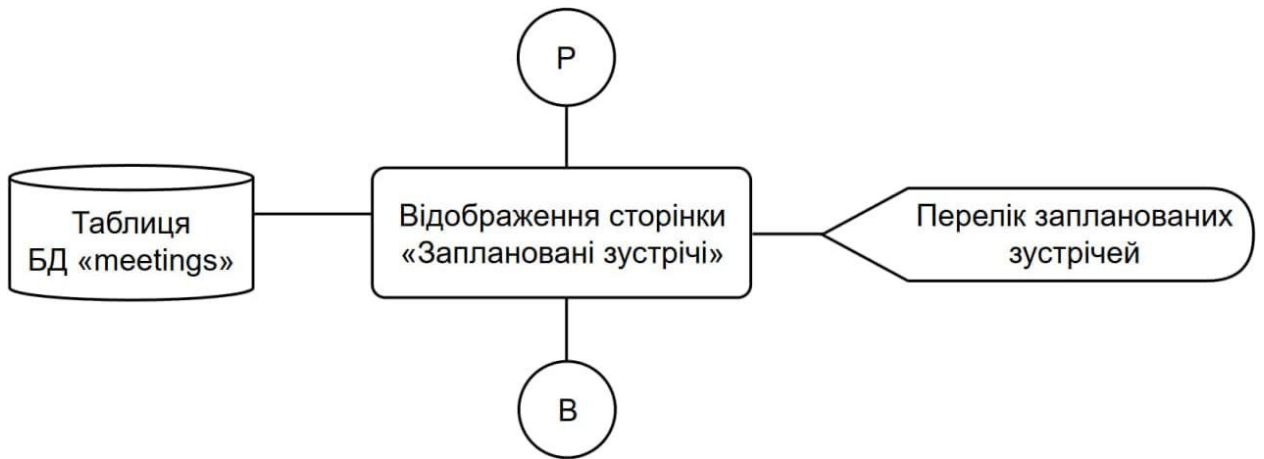 Р
Таблиця
БД «meetings»
Відображення сторінки
«Заплановані зустрічі»
Перелік запланованих
зустрічей
В